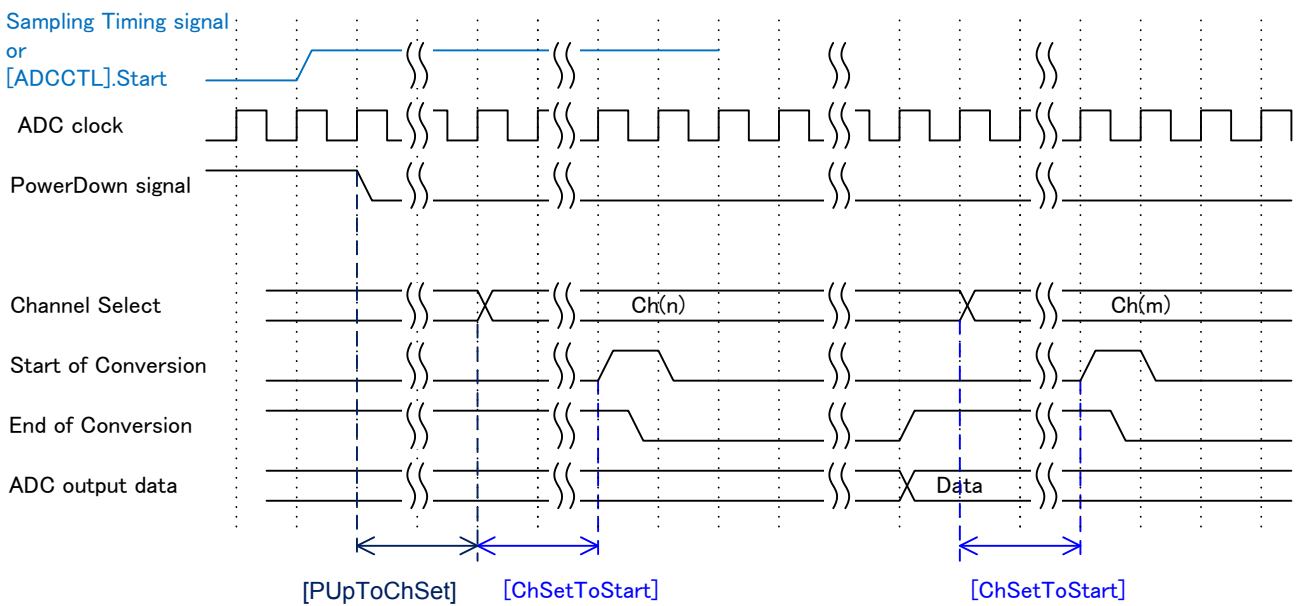 Sampling Timing signal
or
[ADCCTL].Start
ADC clock
PowerDown signal
Channel Select
Ch(n)
Ch(m)
Start of Conversion
End of Conversion
ADC output data
Data
[PUpToChSet]
[ChSetToStart]
[ChSetToStart]